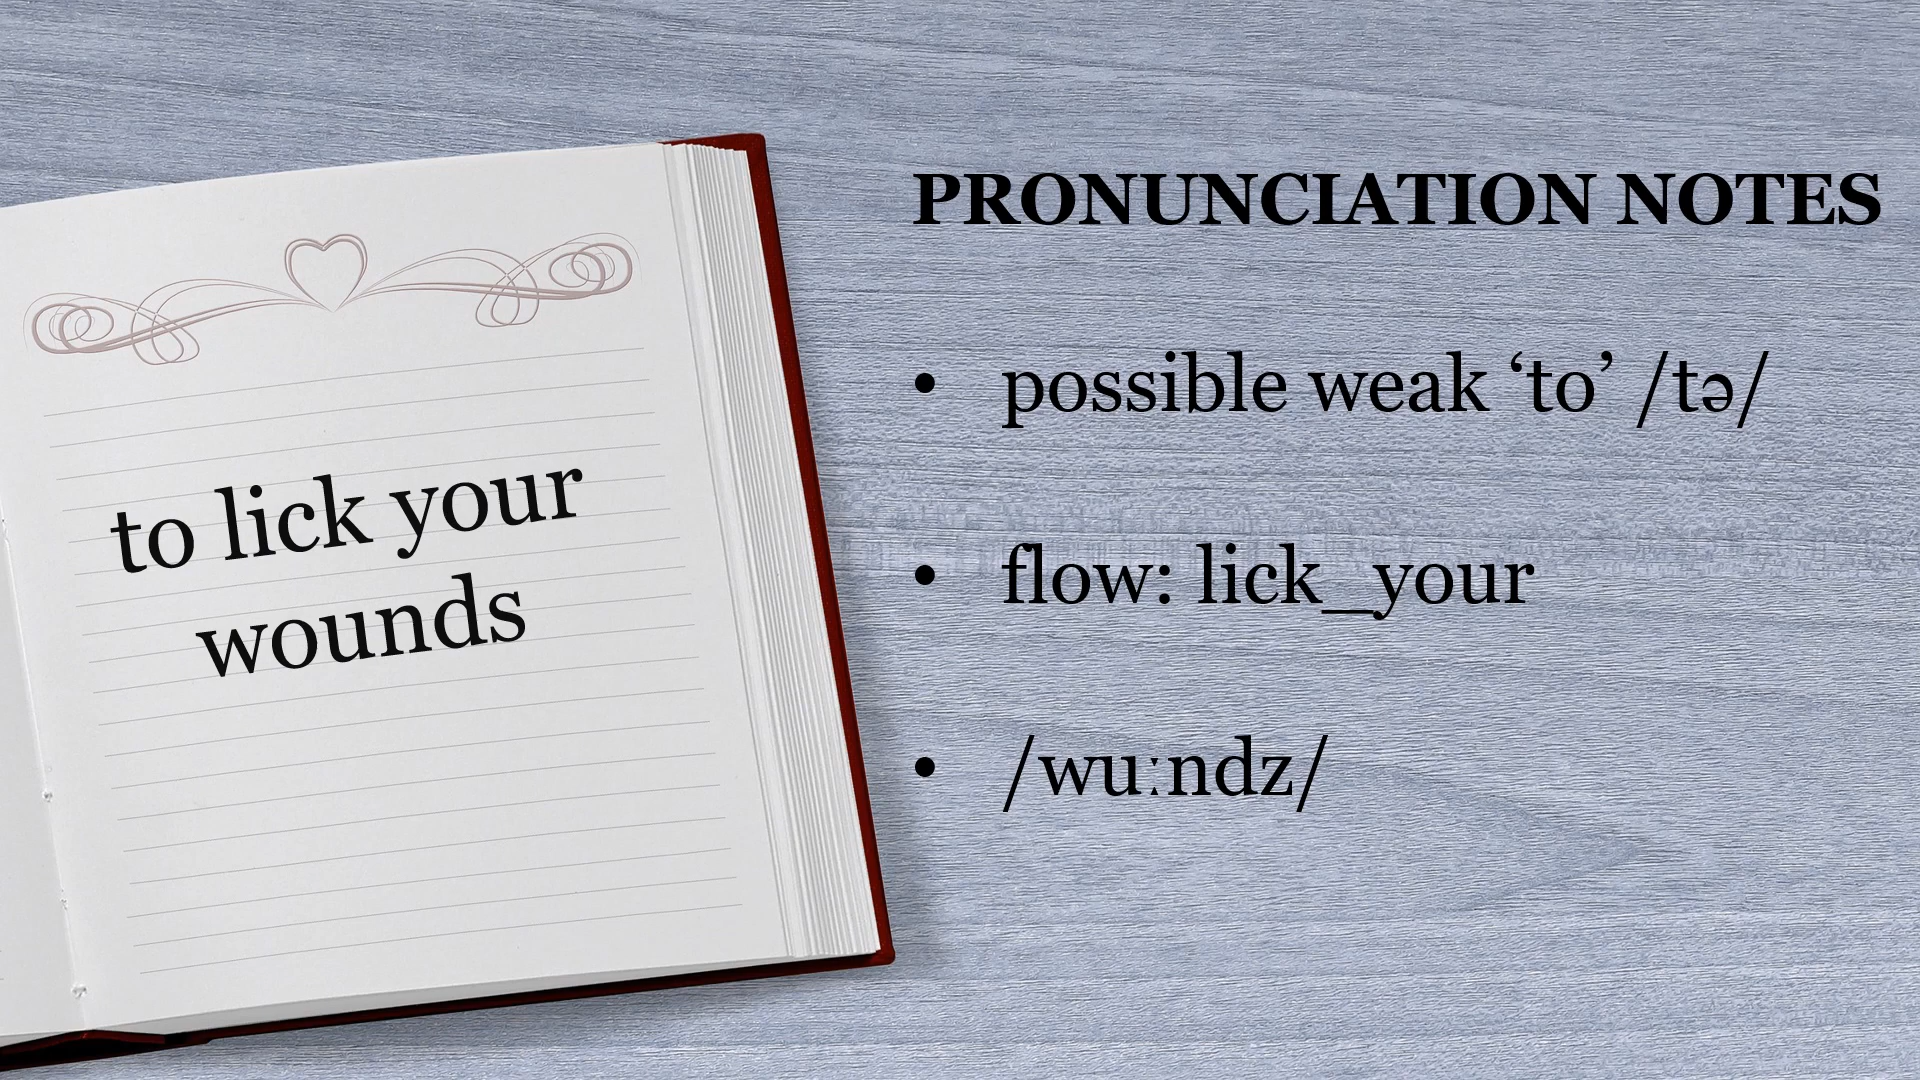 to lick your
wounds
PRONUNCIATION NOTES
• possible weak ‘to’ /tə/
• flow: lick_your
• /wuːndz/